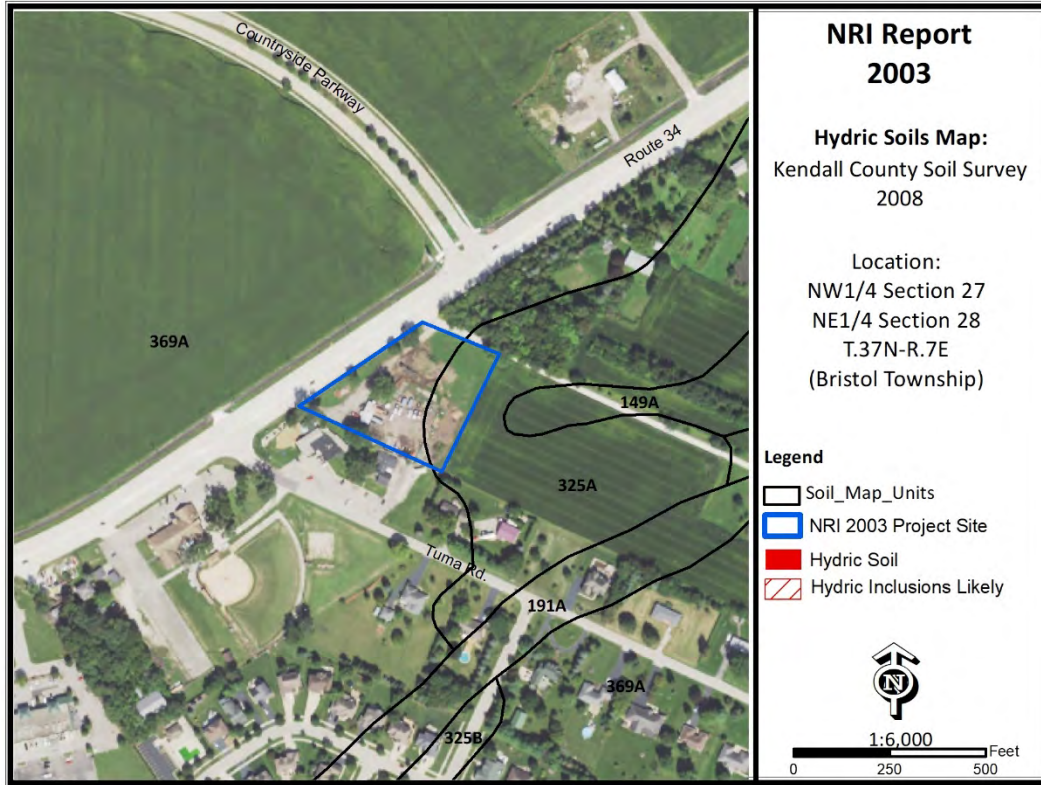 Countryside Parkway
Route 34
369A
149A
325A
Tuma Rd.
191A
369A
325B
NRI Report
2003
Hydric Soils Map:
Kendall County Soil Survey
2008
Location:
NW1/4 Section 27
NE1/4 Section 28
T.37N-R.7E
(Bristol Township)
Legend
Soil_Map_Units
NRI 2003 Project Site
Hydric Soil
Hydric Inclusions Likely
N
1:6,000
Feet
0 250 500